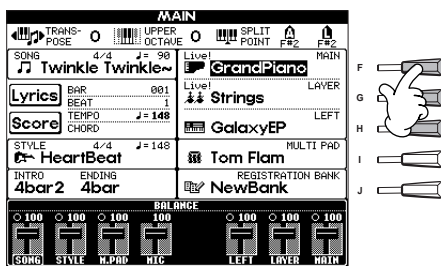 MAIN
TRANS-POSE 0 UPPER OCTAVE 0 SPLIT POINT A F#2 L F#2
SONG 4/4 ♩= 90
Twinkle Twinkle~
Lyrics BAR 001
BEAT 1
Score TEMPO ♩=148
CHORD
STYLE 4/4 ♩=148
HeartBeat
INTRO ENDING
4bar2 4bar
Live! MAIN
GrandPiano
Live! LAYER
Strings
LEFT
GalaxyEP
MULTI PAD
Tom Flam
REGISTRATION BANK
NewBank
BALANCE
100 100 100 100 100 100 100
SONG STYLE M.PAD MIC LEFT LAYER MAIN
F
G
H
I
J